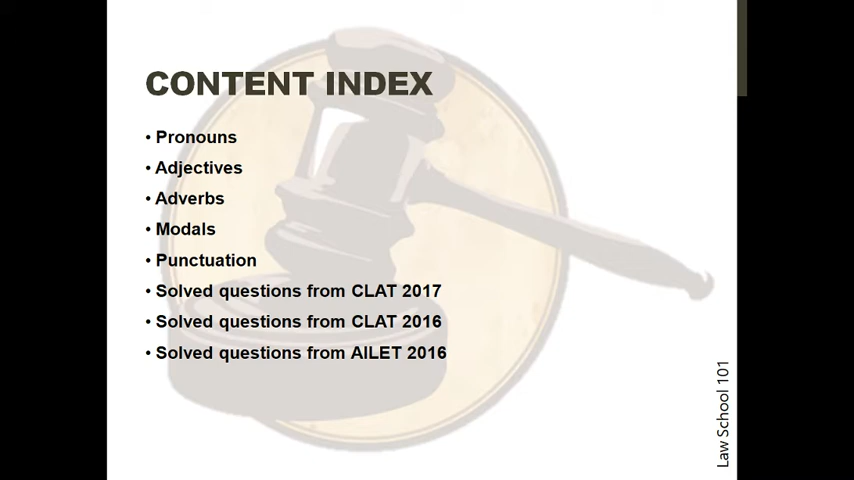 CONTENT INDEX
• Pronouns
• Adjectives
• Adverbs
• Modals
• Punctuation
• Solved questions from CLAT 2017
• Solved questions from CLAT 2016
• Solved questions from AILET 2016
Law School 101